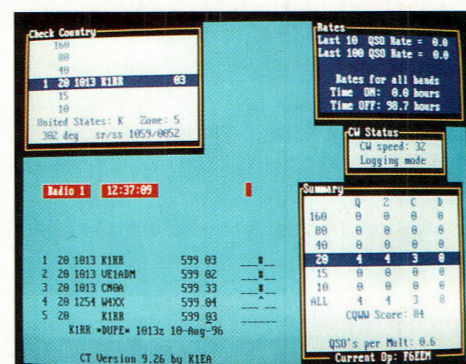 Check Country
160
80
40
1 20 1013 K1RR 03
15
10
United States: K Zone: 5
302 deg sr/ss 1059/0052
Rates
Last 10 QSO Rate = 0.0
Last 100 QSO Rate = 0.0
Rates for all bands
Time ON: 0.0 hours
Time OFF: 98.7 hours
CW Status
CW speed: 32
Logging mode
Radio 1 12:37:09
1 20 1013 K1RR 599 03
2 20 1013 VE1ADM 599 02
3 20 1013 CN0A 599 33
4 20 1254 W4XX 599 04
5 20 K1RR 599 03
K1RR *DUPE* 1013z 10-Aug-96
CT Version 9.26 by K1EA
Summary
Q Z C D
160 0 0 0 0
80 0 0 0 0
40 0 0 0 0
20 4 4 3 0
15 0 0 0 0
10 0 0 0 0
ALL 4 4 3 0
CQWW Score: 84
QSO's per Mult: 0.6
Current Op: F6EEM